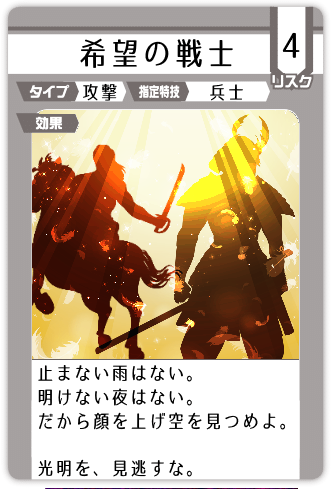 希望の戦士
4
リスク
タイプ
攻撃
指定特技
兵士
効果
止まない雨はない。
明けない夜はない。
だから顔を上げ空を見つめよ。
光明を、見逃すな。